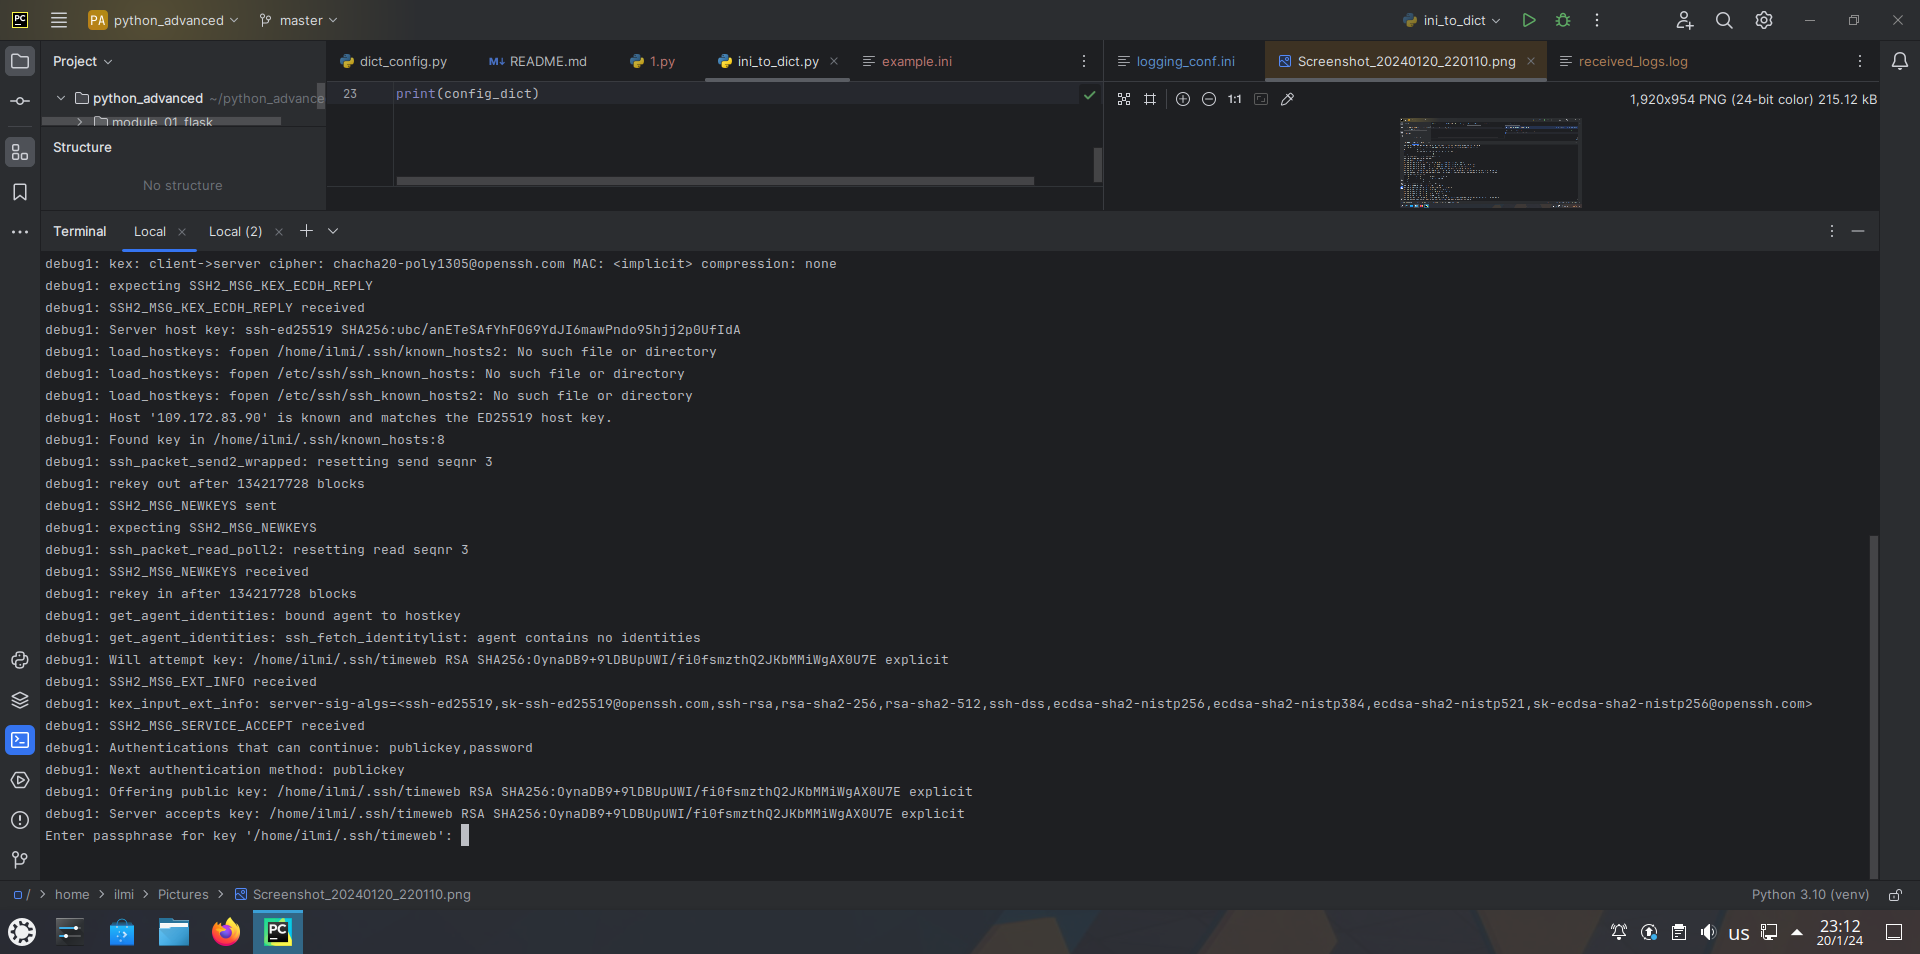 PC PA python_advanced master ini_to_dict
Project
python_advanced ~/python_advance
module_01_flask
Structure
No structure
dict_config.py M↓ README.md 1.py ini_to_dict.py example.ini
23 print(config_dict)
logging_conf.ini Screenshot_20240120_220110.png received_logs.log
1:1 1,920x954 PNG (24-bit color) 215.12 kB
Terminal Local Local (2)
debug1: kex: client->server cipher: chacha20-poly1305@openssh.com MAC: <implicit> compression: none
debug1: expecting SSH2_MSG_KEX_ECDH_REPLY
debug1: SSH2_MSG_KEX_ECDH_REPLY received
debug1: Server host key: ssh-ed25519 SHA256:ubc/anETeSAfYhFOG9YdJI6mawPndo95hjj2p0UfIdA
debug1: load_hostkeys: fopen /home/ilmi/.ssh/known_hosts2: No such file or directory
debug1: load_hostkeys: fopen /etc/ssh/ssh_known_hosts: No such file or directory
debug1: load_hostkeys: fopen /etc/ssh/ssh_known_hosts2: No such file or directory
debug1: Host '109.172.83.90' is known and matches the ED25519 host key.
debug1: Found key in /home/ilmi/.ssh/known_hosts:8
debug1: ssh_packet_send2_wrapped: resetting send seqnr 3
debug1: rekey out after 134217728 blocks
debug1: SSH2_MSG_NEWKEYS sent
debug1: expecting SSH2_MSG_NEWKEYS
debug1: ssh_packet_read_poll2: resetting read seqnr 3
debug1: SSH2_MSG_NEWKEYS received
debug1: rekey in after 134217728 blocks
debug1: get_agent_identities: bound agent to hostkey
debug1: get_agent_identities: ssh_fetch_identitylist: agent contains no identities
debug1: Will attempt key: /home/ilmi/.ssh/timeweb RSA SHA256:OynaDB9+9lDBUpUWI/fi0fsmzthQ2JKbMMiWgAX0U7E explicit
debug1: SSH2_MSG_EXT_INFO received
debug1: kex_input_ext_info: server-sig-algs=<ssh-ed25519,sk-ssh-ed25519@openssh.com,ssh-rsa,rsa-sha2-256,rsa-sha2-512,ssh-dss,ecdsa-sha2-nistp256,ecdsa-sha2-nistp384,ecdsa-sha2-nistp521,sk-ecdsa-sha2-nistp256@openssh.com>
debug1: SSH2_MSG_SERVICE_ACCEPT received
debug1: Authentications that can continue: publickey,password
debug1: Next authentication method: publickey
debug1: Offering public key: /home/ilmi/.ssh/timeweb RSA SHA256:OynaDB9+9lDBUpUWI/fi0fsmzthQ2JKbMMiWgAX0U7E explicit
debug1: Server accepts key: /home/ilmi/.ssh/timeweb RSA SHA256:OynaDB9+9lDBUpUWI/fi0fsmzthQ2JKbMMiWgAX0U7E explicit
Enter passphrase for key '/home/ilmi/.ssh/timeweb':
/ > home > ilmi > Pictures > Screenshot_20240120_220110.png Python 3.10 (venv)
PC us 23:12
20/1/24